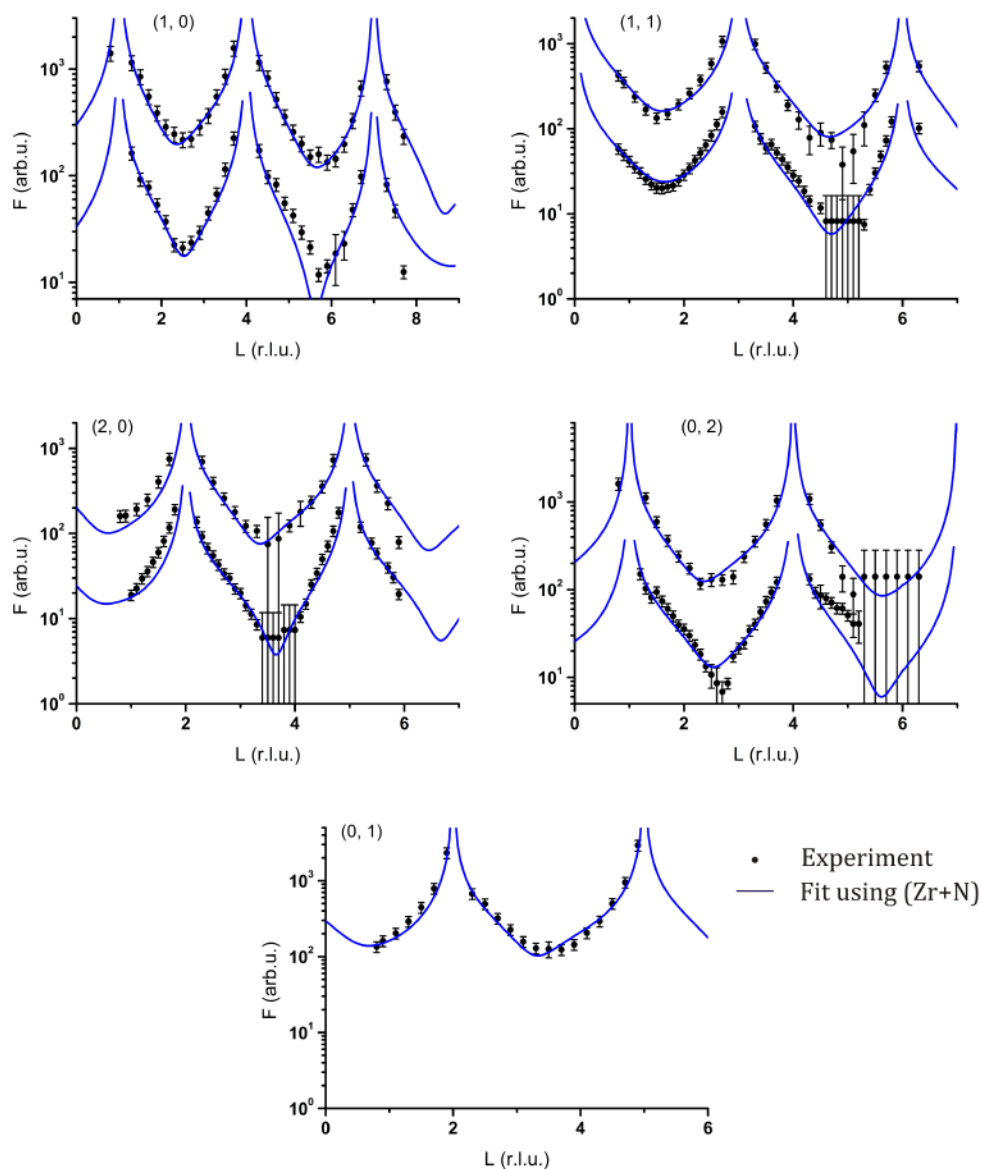 (1, 0)
F (arb.u.)
10³
10²
10¹
0 2 4 6 8
L (r.l.u.)
(1, 1)
F (arb.u.)
10³
10²
10¹
10⁰
0 2 4 6
L (r.l.u.)
(2, 0)
F (arb.u.)
10³
10²
10¹
10⁰
0 2 4 6
L (r.l.u.)
(0, 2)
F (arb.u.)
10³
10²
10¹
0 2 4 6
L (r.l.u.)
(0, 1)
F (arb.u.)
10³
10²
10¹
10⁰
0 2 4 6
L (r.l.u.)
Experiment
Fit using (Zr+N)